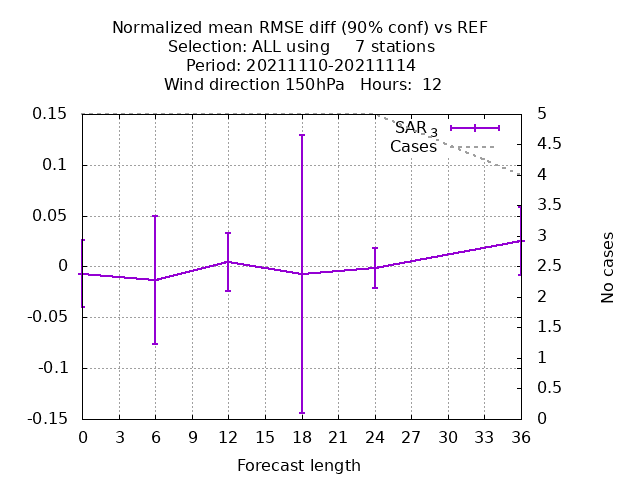 Normalized mean RMSE diff (90% conf) vs REF
Selection: ALL using     7 stations
Period: 20211110-20211114
Wind direction 150hPa   Hours:  12
0.15
0.1
0.05
0
-0.05
-0.1
-0.15
SAR 3
Cases
5
4.5
4
3.5
3
2.5
2
1.5
1
0.5
0
No cases
0 3 6 9 12 15 18 21 24 27 30 33 36
Forecast length